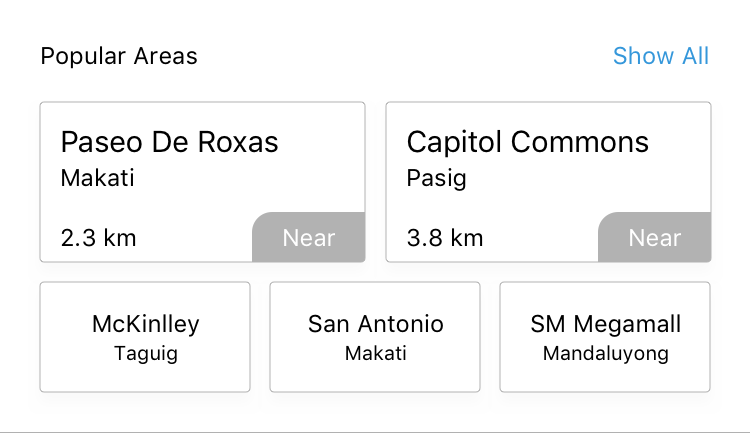 Popular Areas
Show All
Paseo De Roxas
Makati
2.3 km
Near
Capitol Commons
Pasig
3.8 km
Near
McKinlley
Taguig
San Antonio
Makati
SM Megamall
Mandaluyong